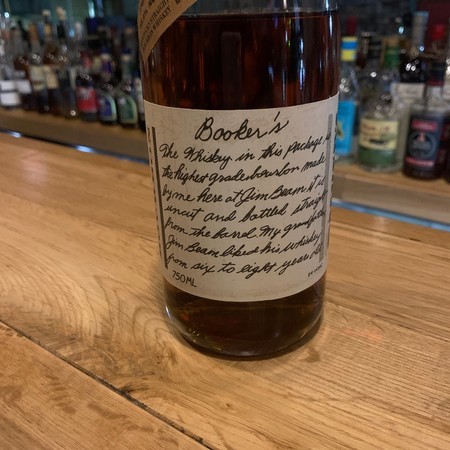 Booker's
The Whiskey in this package is
the highest grade bourbon made
by me here at Jim Beam it is
uncut and bottled straight
from the barrel. My grandfather
Jim Beam liked his whiskey
from six to eight years old
750ML